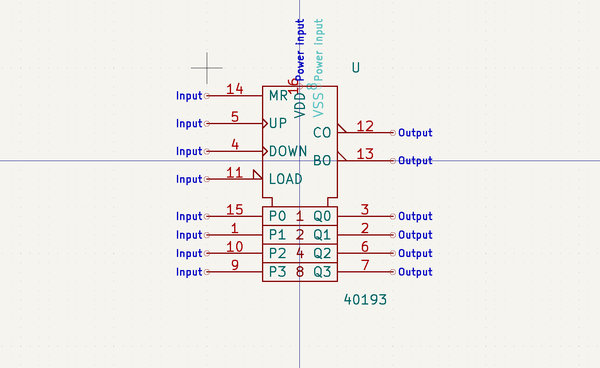 Power input
Power input
U
16
8
VDD
VSS
Input 14 MR
Input 5 UP
CO 12 Output
Input 4 DOWN
BO 13 Output
Input 11 LOAD
Input 15 P0 1 Q0 3 Output
Input 1 P1 2 Q1 2 Output
Input 10 P2 4 Q2 6 Output
Input 9 P3 8 Q3 7 Output
40193